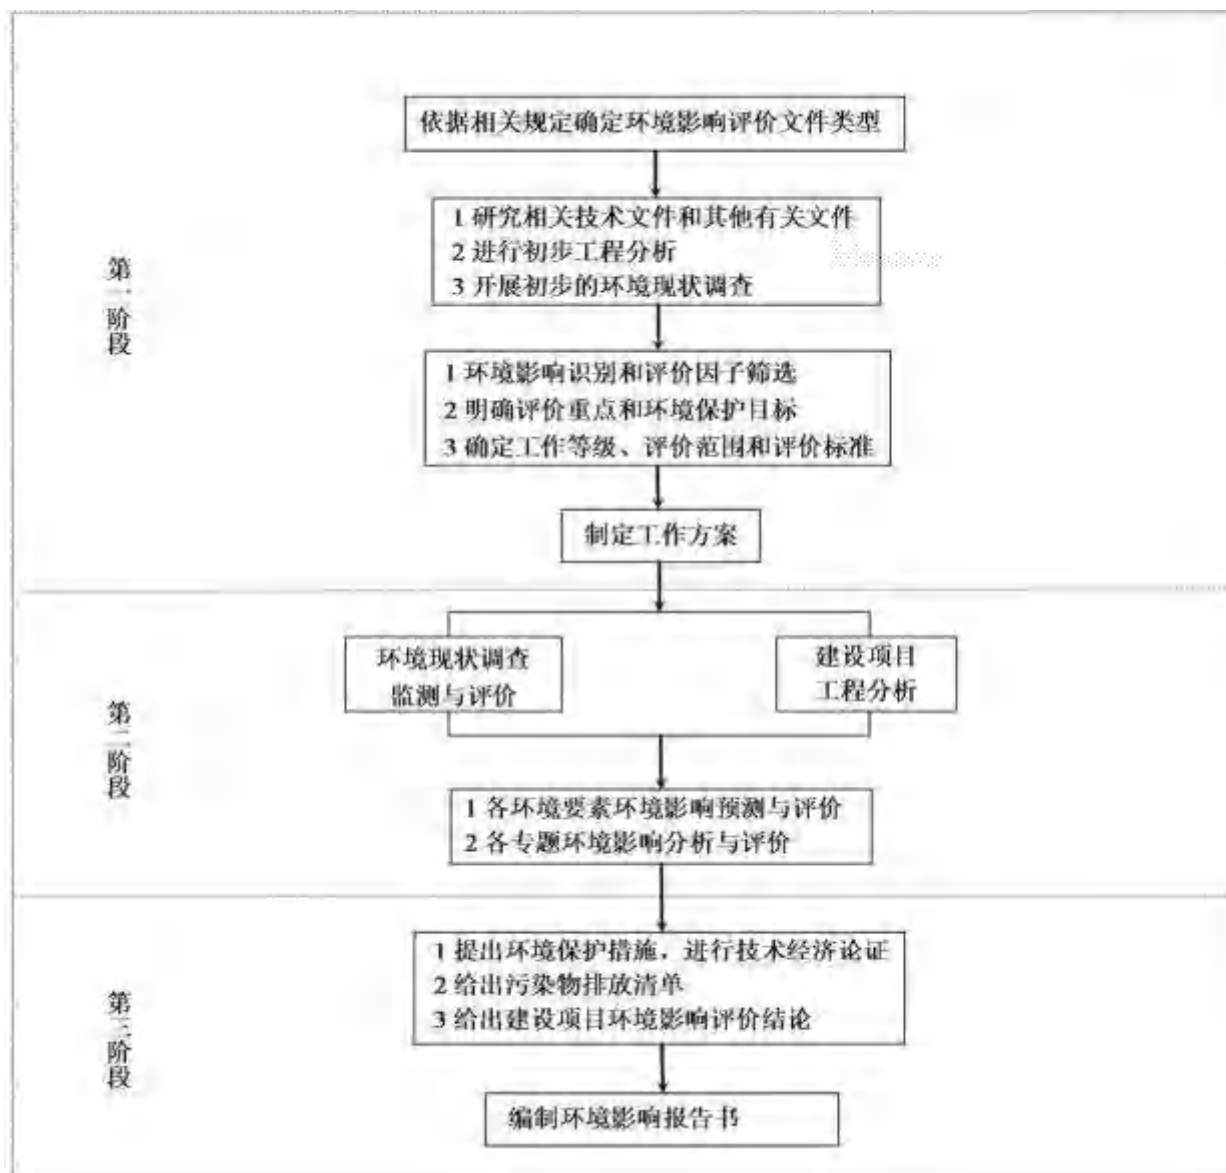 依据相关规定确定环境影响评价文件类型
1 研究相关技术文件和其他有关文件
2 进行初步工程分析
3 开展初步的环境现状调查
第一阶段
1 环境影响识别和评价因子筛选
2 明确评价重点和环境保护目标
3 确定工作等级、评价范围和评价标准
制定工作方案
环境现状调查
监测与评价
建设项目
工程分析
第二阶段
1 各环境要素环境影响预测与评价
2 各专题环境影响分析与评价
1 提出环境保护措施，进行技术经济论证
2 给出污染物排放清单
3 给出建设项目环境影响评价结论
第三阶段
编制环境影响报告书